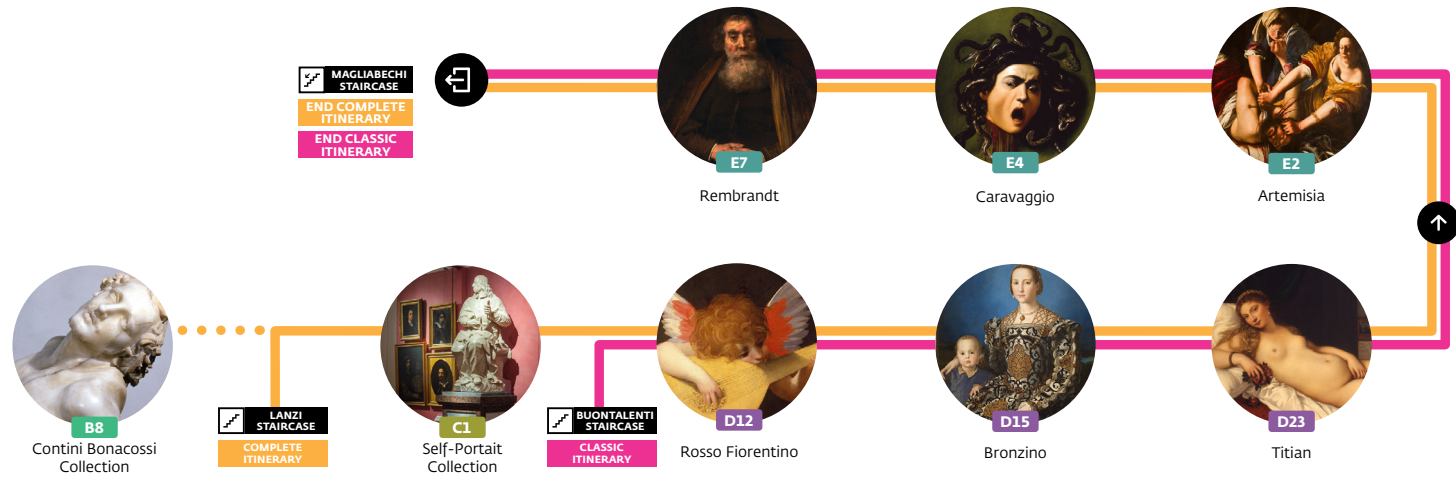 MAGLIABECHI
STAIRCASE
END COMPLETE
ITINERARY
END CLASSIC
ITINERARY
E7
Rembrandt
E4
Caravaggio
E2
Artemisia
B8
Contini Bonacossi
Collection
LANZI
STAIRCASE
COMPLETE
ITINERARY
C1
Self-Portait
Collection
BUONTALENTI
STAIRCASE
CLASSIC
ITINERARY
D12
Rosso Fiorentino
D15
Bronzino
D23
Titian